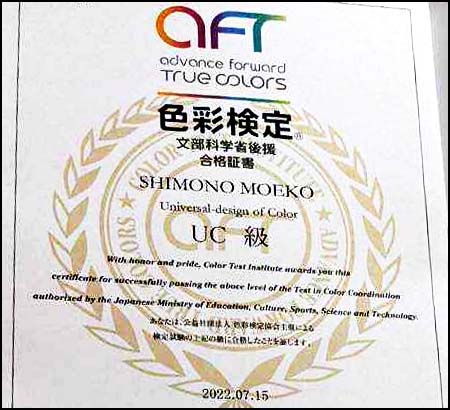 aft
advance forward
TRUE COLORS
色彩検定®
文部科学省後援
合格証書
SHIMONO MOEKO
Universal-design of Color
UC 級
With honor and pride, Color Test Institute awards you this
certificate for successfully passing the above level of the Test in Color Coordination
authorized by the Japanese Ministry of Education, Culture, Sports, Science and Technology.
あなたは、公益社団法人 色彩検定協会主催による
検定試験の上記の級に合格したことを証します。
2022.07.15